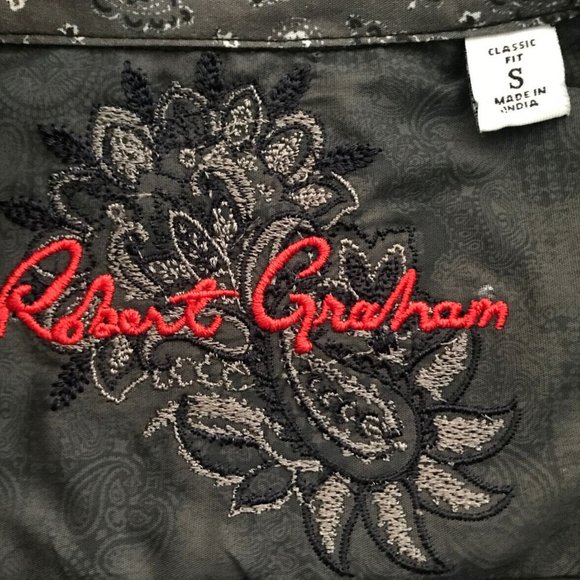 CLASSIC
FIT
S
MADE IN
INDIA
Robert Graham